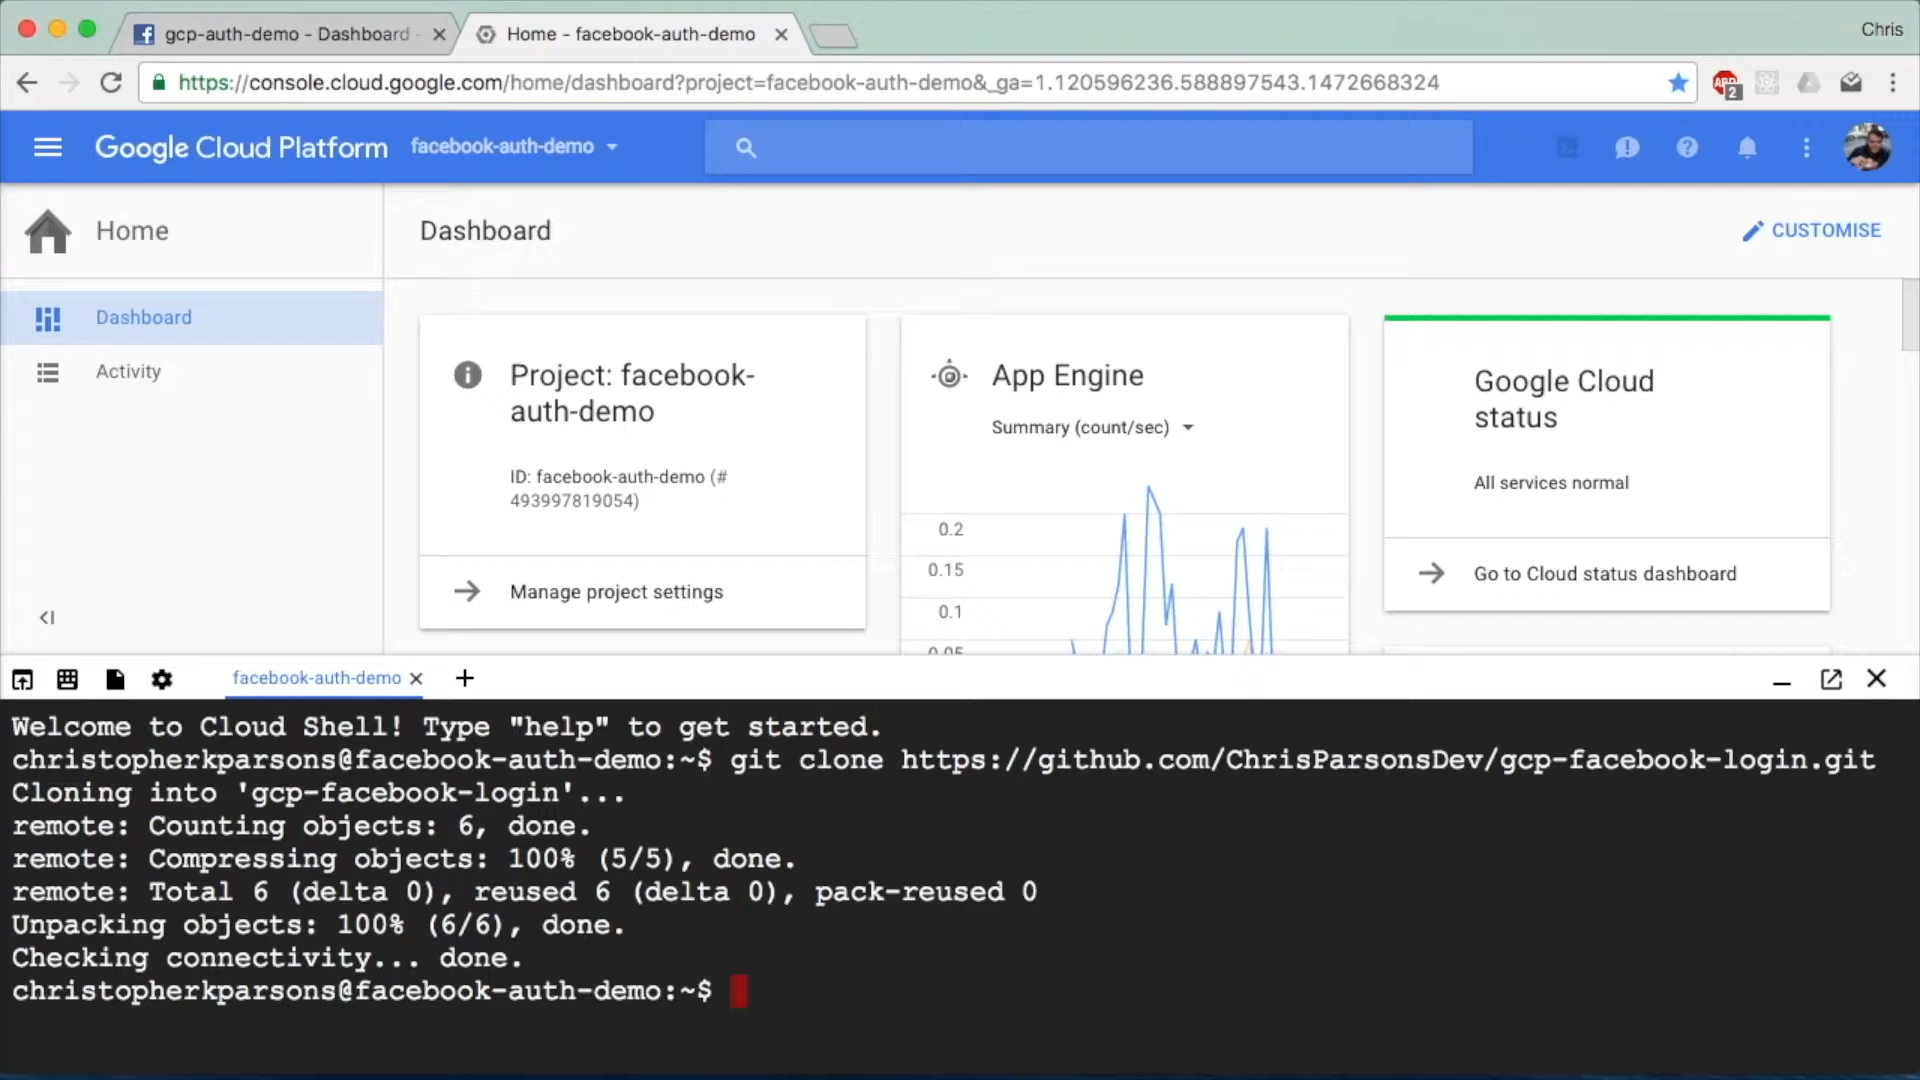 gcp-auth-demo - Dashboard -
Home - facebook-auth-demo
Chris
https://console.cloud.google.com/home/dashboard?project=facebook-auth-demo&_ga=1.120596236.588897543.1472668324
ABP
2
Google Cloud Platform
facebook-auth-demo
Home
Dashboard
CUSTOMISE
Dashboard
Activity
Project: facebook-
auth-demo
ID: facebook-auth-demo (#
493997819054)
Manage project settings
App Engine
Summary (count/sec)
0.2
0.15
0.1
0.05
Google Cloud
status
All services normal
Go to Cloud status dashboard
facebook-auth-demo
Welcome to Cloud Shell! Type "help" to get started.
christopherkparsons@facebook-auth-demo:~$ git clone https://github.com/ChrisParsonsDev/gcp-facebook-login.git
Cloning into 'gcp-facebook-login'...
remote: Counting objects: 6, done.
remote: Compressing objects: 100% (5/5), done.
remote: Total 6 (delta 0), reused 6 (delta 0), pack-reused 0
Unpacking objects: 100% (6/6), done.
Checking connectivity... done.
christopherkparsons@facebook-auth-demo:~$